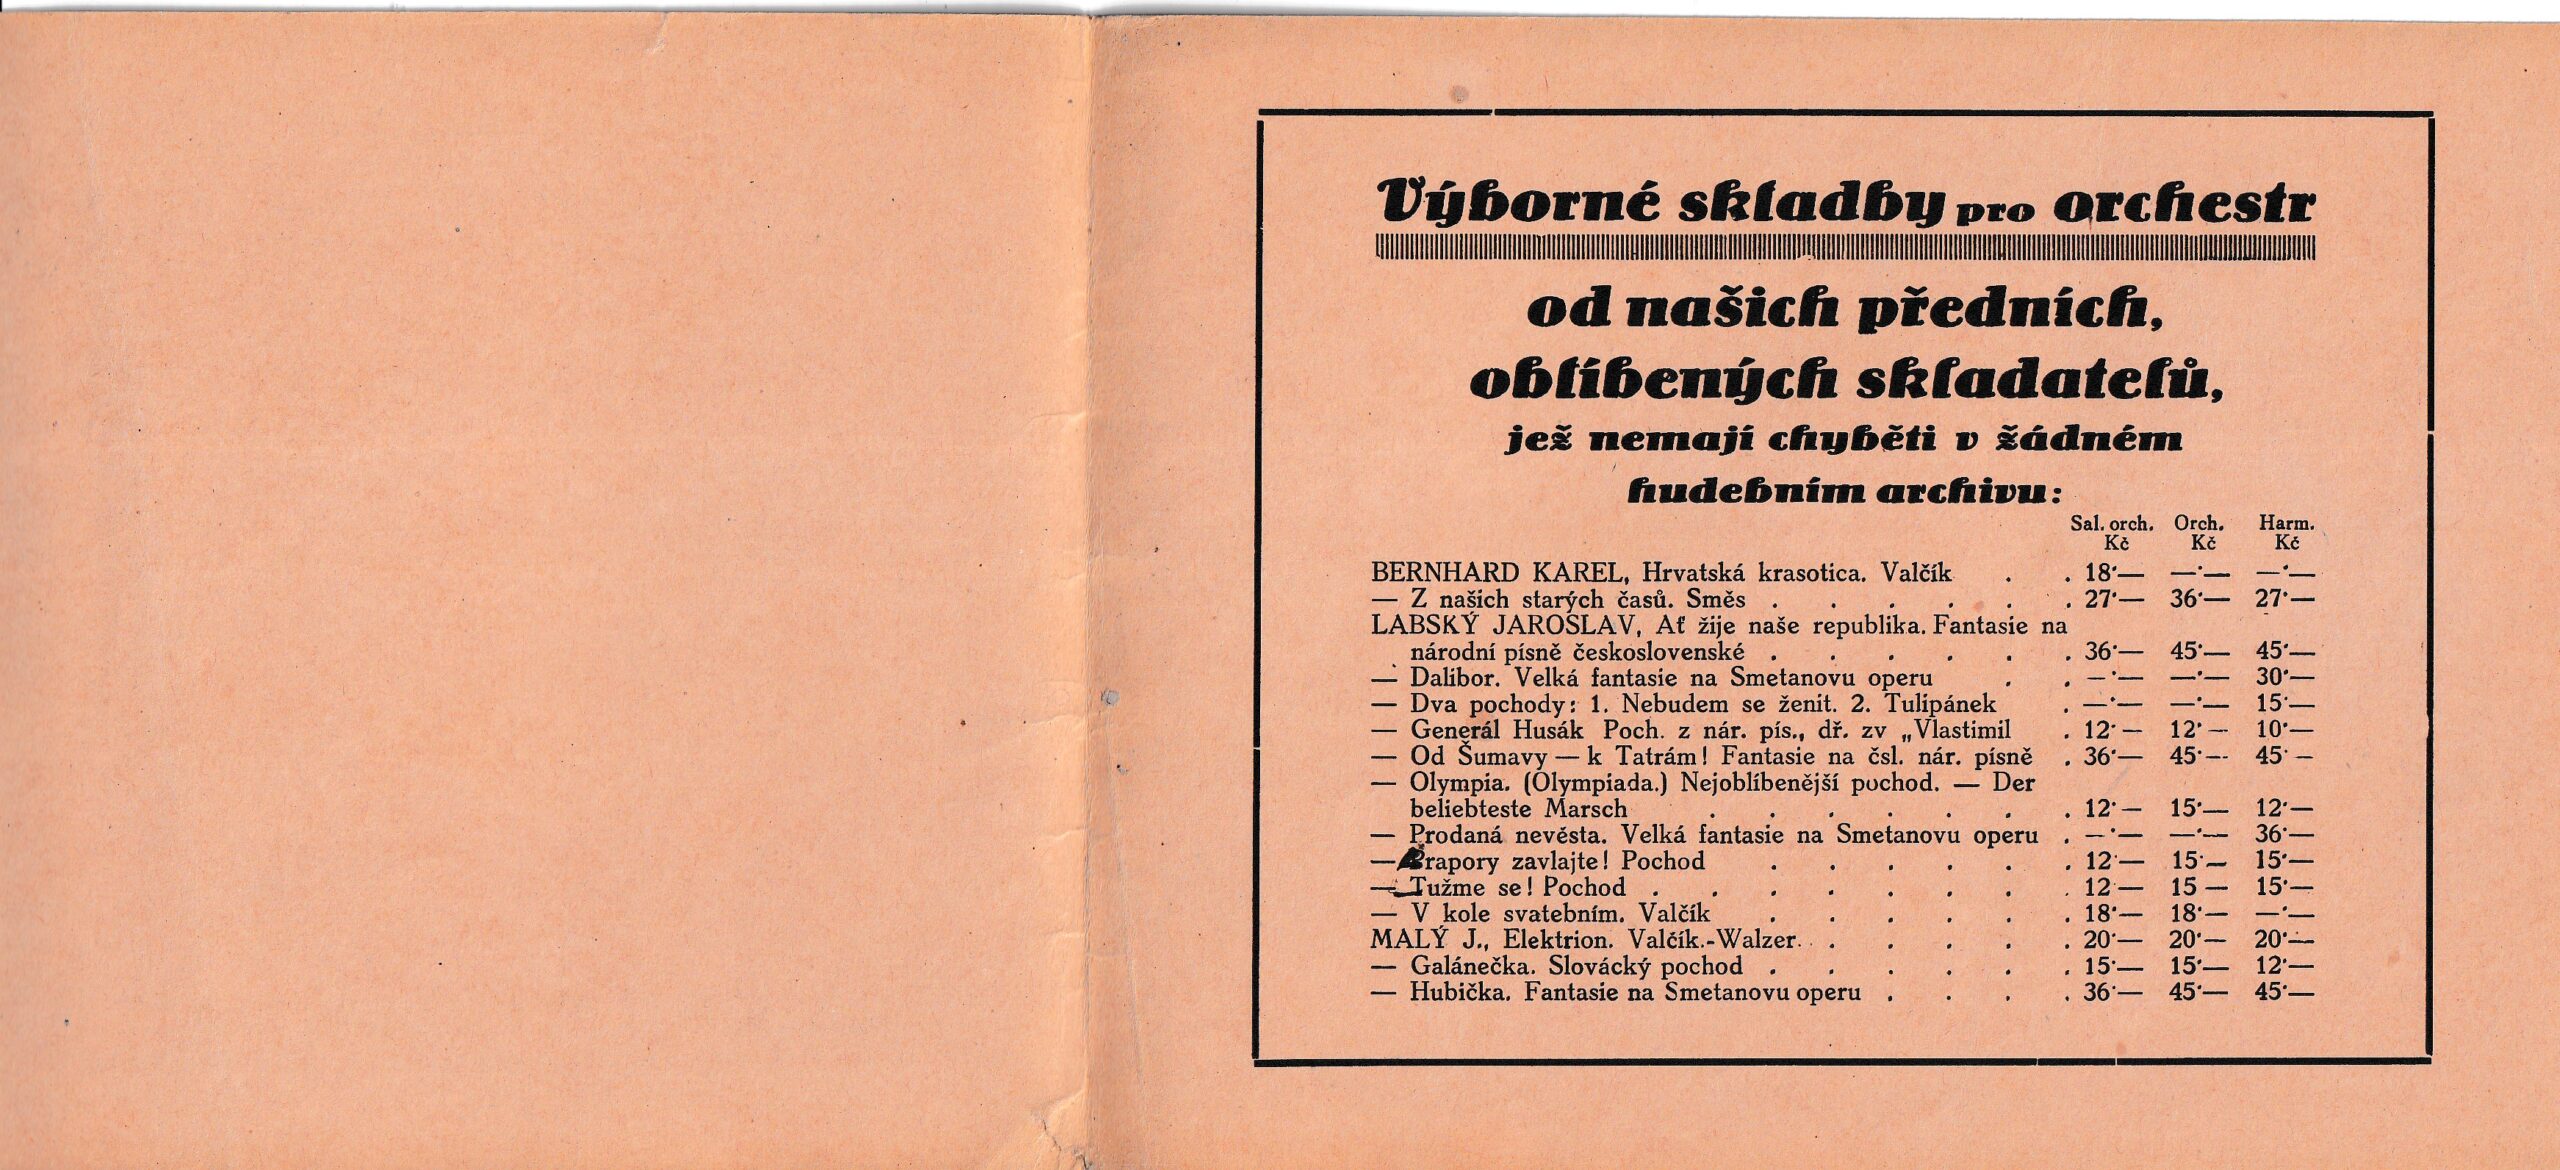 Výborné skladby pro orchestr
od našich předních,
oblíbených skladatelů,
jež nemají chyběti v žádném
hudebním archivu:
Sal. orch. Orch. Harm.
Kč Kč Kč
BERNHARD KAREL, Hrvatská krasotica. Valčík . . 18·— —·— —·—
— Z našich starých časů. Směs . . . . . . 27·— 36·— 27·—
LABSKÝ JAROSLAV, Ať žije naše republika. Fantasie na
národní písně československé . . . . . . 36·— 45·— 45·—
— Dalibor. Velká fantasie na Smetanovu operu . . —·— —·— 30·—
— Dva pochody: 1. Nebudem se ženit. 2. Tulipánek . —·— —·— 15·—
— Generál Husák Poch. z nár. pís., dř. zv „Vlastimil . 12·— 12·— 10·—
— Od Šumavy — k Tatrám! Fantasie na čsl. nár. písně . 36·— 45·— 45·—
— Olympia. (Olympiada.) Nejoblíbenější pochod. — Der
beliebteste Marsch . . . . . . . 12·— 15·— 12·—
— Prodaná nevěsta. Velká fantasie na Smetanovu operu . —·— —·— 36·—
— Prapory zavlajte! Pochod . . . . . . 12·— 15·— 15·—
— Tužme se! Pochod . . . . . . . . 12— 15— 15·—
— V kole svatebním. Valčík . . . . . . 18·— 18·— —·—
MALÝ J., Elektrion. Valčík.-Walzer . . . . . . 20·— 20·— 20·—
— Galánečka. Slovácký pochod . . . . . . 15·— 15·— 12·—
— Hubička. Fantasie na Smetanovu operu . . . . 36·— 45·— 45·—